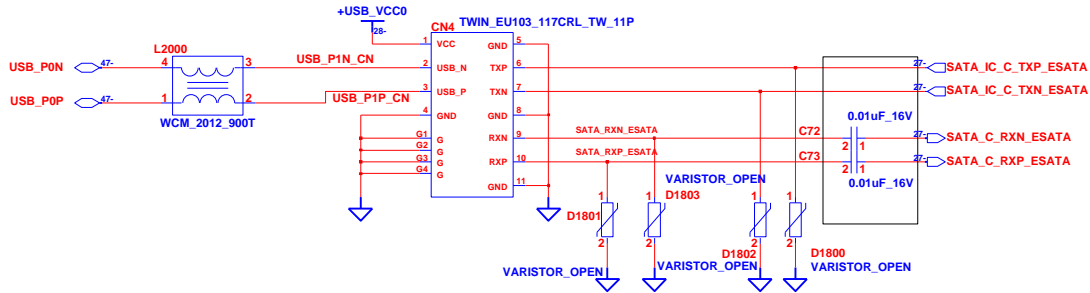 +USB_VCC0
28-
CN4
TWIN_EU103_117CRL_TW_11P
L2000
USB_P0N
47-
4
3
USB_P1N_CN
USB_P0P
47-
1
2
USB_P1P_CN
WCM_2012_900T
1
VCC
2
USB_N
3
USB_P
4
GND
G1
G
G2
G
G3
G
G4
G
GND
5
TXP
6
TXN
7
GND
8
RXN
9
RXP
10
GND
11
27-
SATA_IC_C_TXP_ESATA
27-
SATA_IC_C_TXN_ESATA
0.01uF_16V
SATA_RXN_ESATA
C72
2
1
27-
SATA_C_RXN_ESATA
SATA_RXP_ESATA
C73
2
1
27-
SATA_C_RXP_ESATA
0.01uF_16V
VARISTOR_OPEN
1
D1801
2
1
D1803
2
1
2
D1802
1
2
D1800
VARISTOR_OPEN
VARISTOR_OPEN
VARISTOR_OPEN